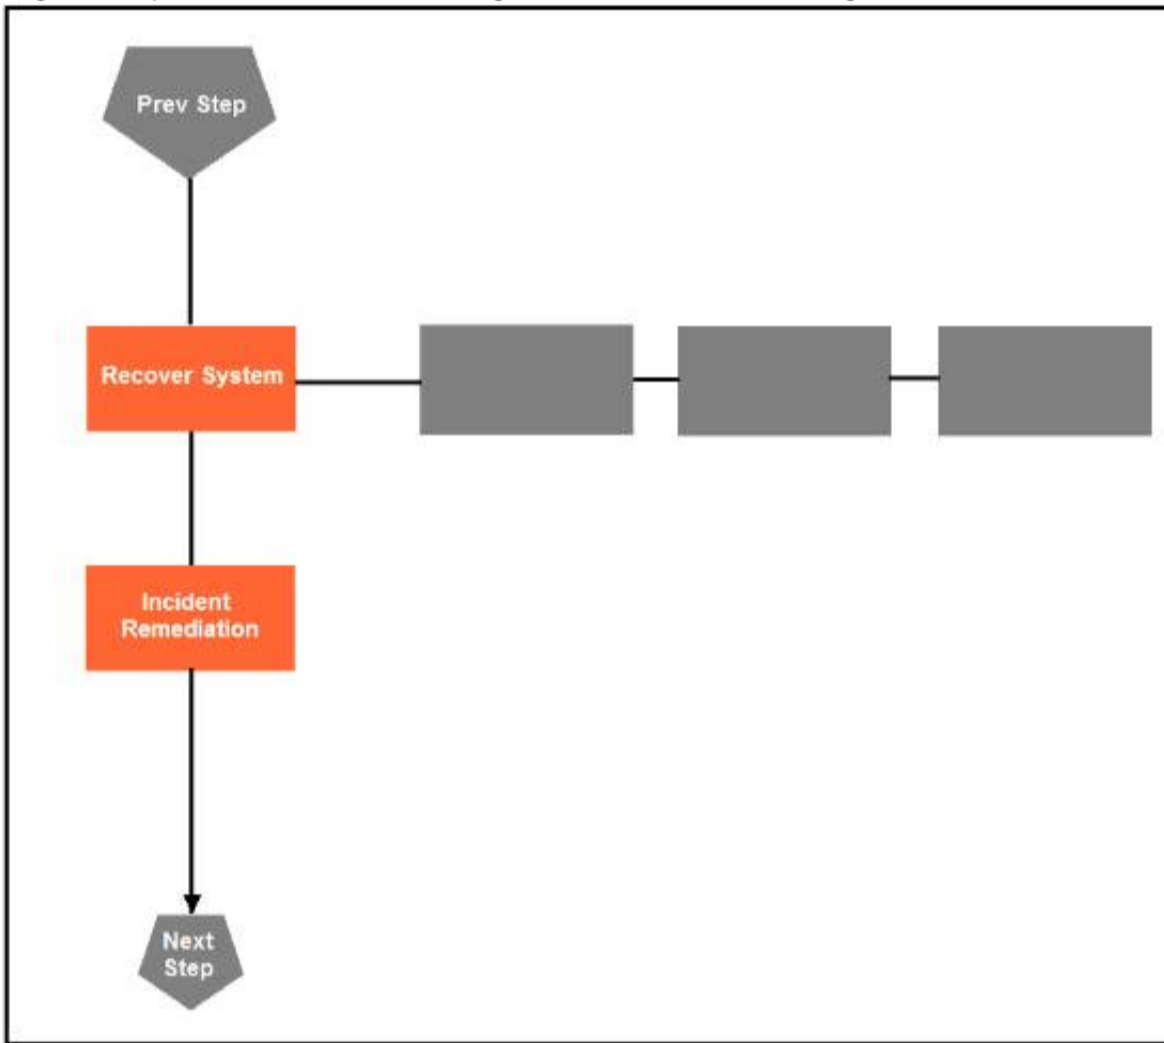 Prev Step
Recover System
Incident
Remediation
Next
Step